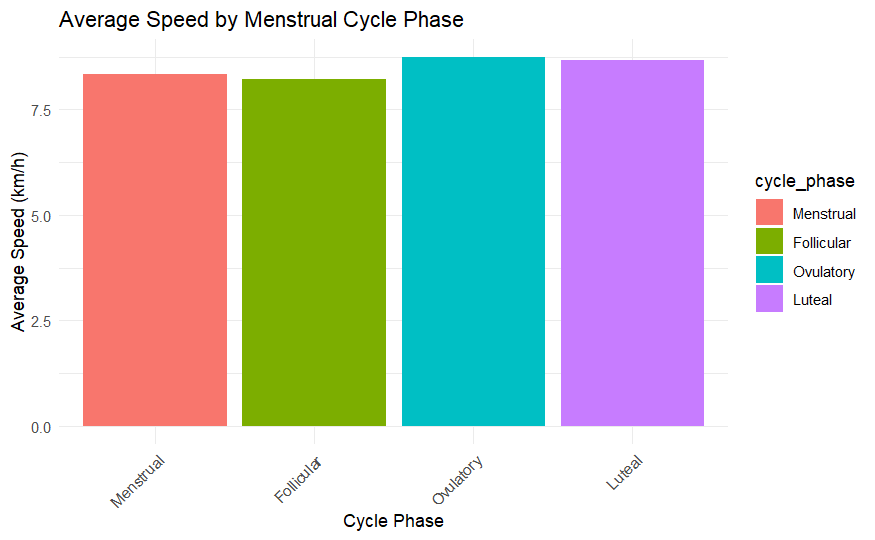 Average Speed by Menstrual Cycle Phase
Average Speed (km/h)
7.5
5.0
2.5
0.0
Menstrual
Follicular
Ovulatory
Luteal
Cycle Phase
cycle_phase
Menstrual
Follicular
Ovulatory
Luteal